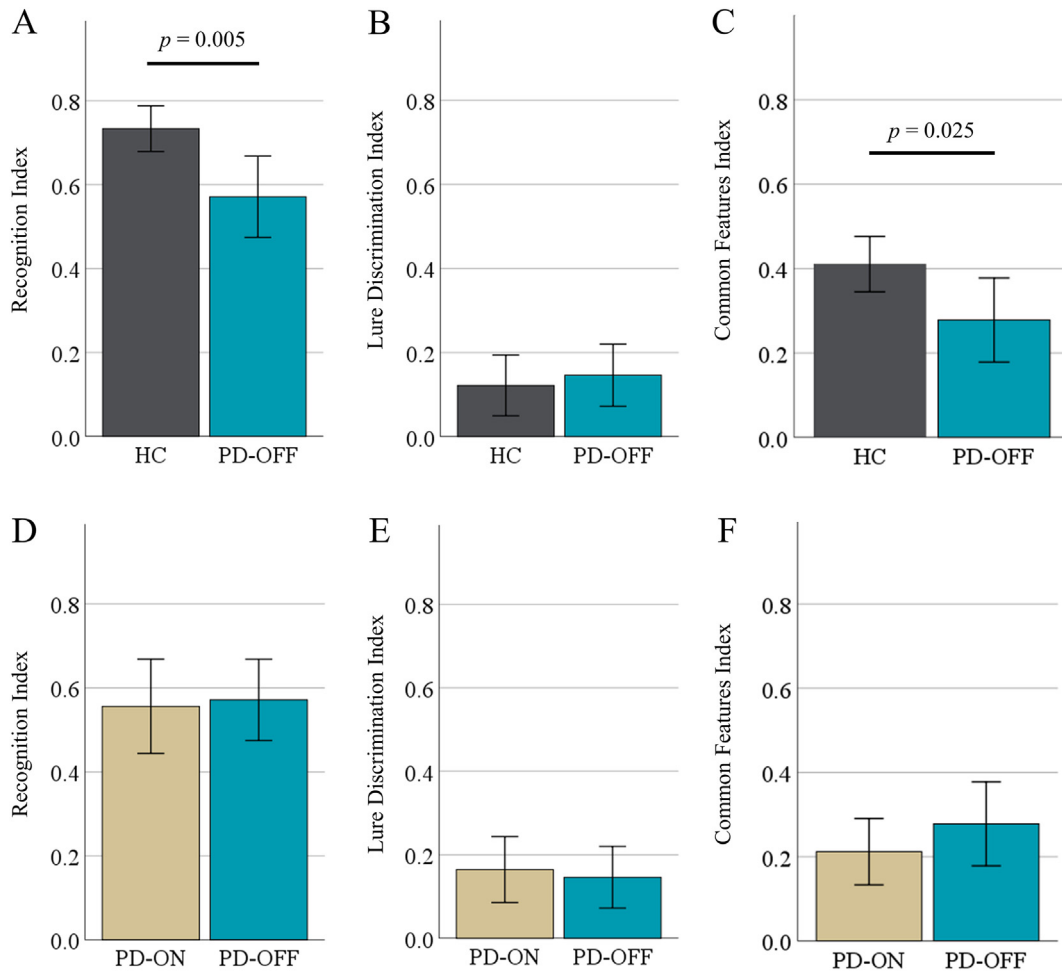 A
p = 0.005
Recognition Index
0.8
0.6
0.4
0.2
0.0
HC PD-OFF
B
Lure Discrimination Index
0.8
0.6
0.4
0.2
0.0
HC PD-OFF
C
p = 0.025
Common Features Index
0.8
0.6
0.4
0.2
0.0
HC PD-OFF
D
Recognition Index
0.8
0.6
0.4
0.2
0.0
PD-ON PD-OFF
E
Lure Discrimination Index
0.8
0.6
0.4
0.2
0.0
PD-ON PD-OFF
F
Common Features Index
0.8
0.6
0.4
0.2
0.0
PD-ON PD-OFF